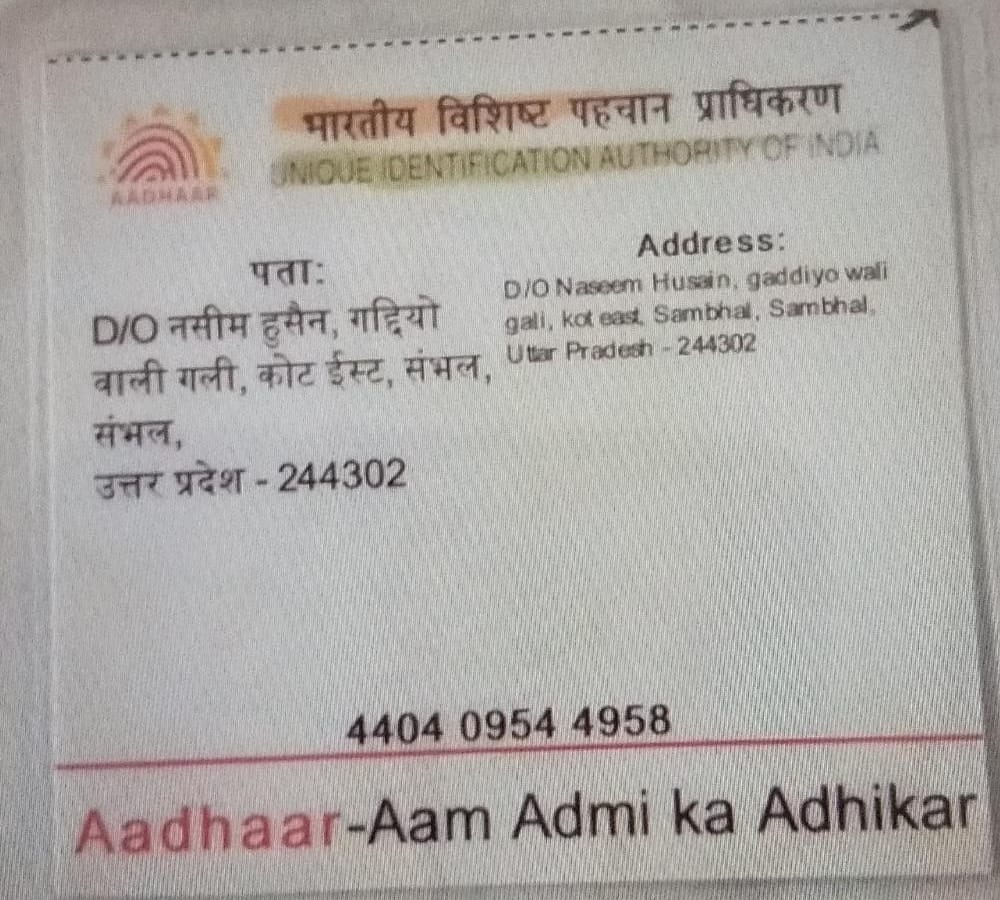 भारतीय विशिष्ट पहचान प्राधिकरण
UNIQUE IDENTIFICATION AUTHORITY OF INDIA
AADHAAR
पता:
D/O नसीम हुसैन, गद्दियो
वाली गली, कोट ईस्ट, संभल,
संभल,
उत्तर प्रदेश - 244302
Address:
D/O Naseem Husain, gaddiyo wali
gali, kot east, Sambhal, Sambhal,
Uttar Pradesh - 244302
4404 0954 4958
Aadhaar-Aam Admi ka Adhikar